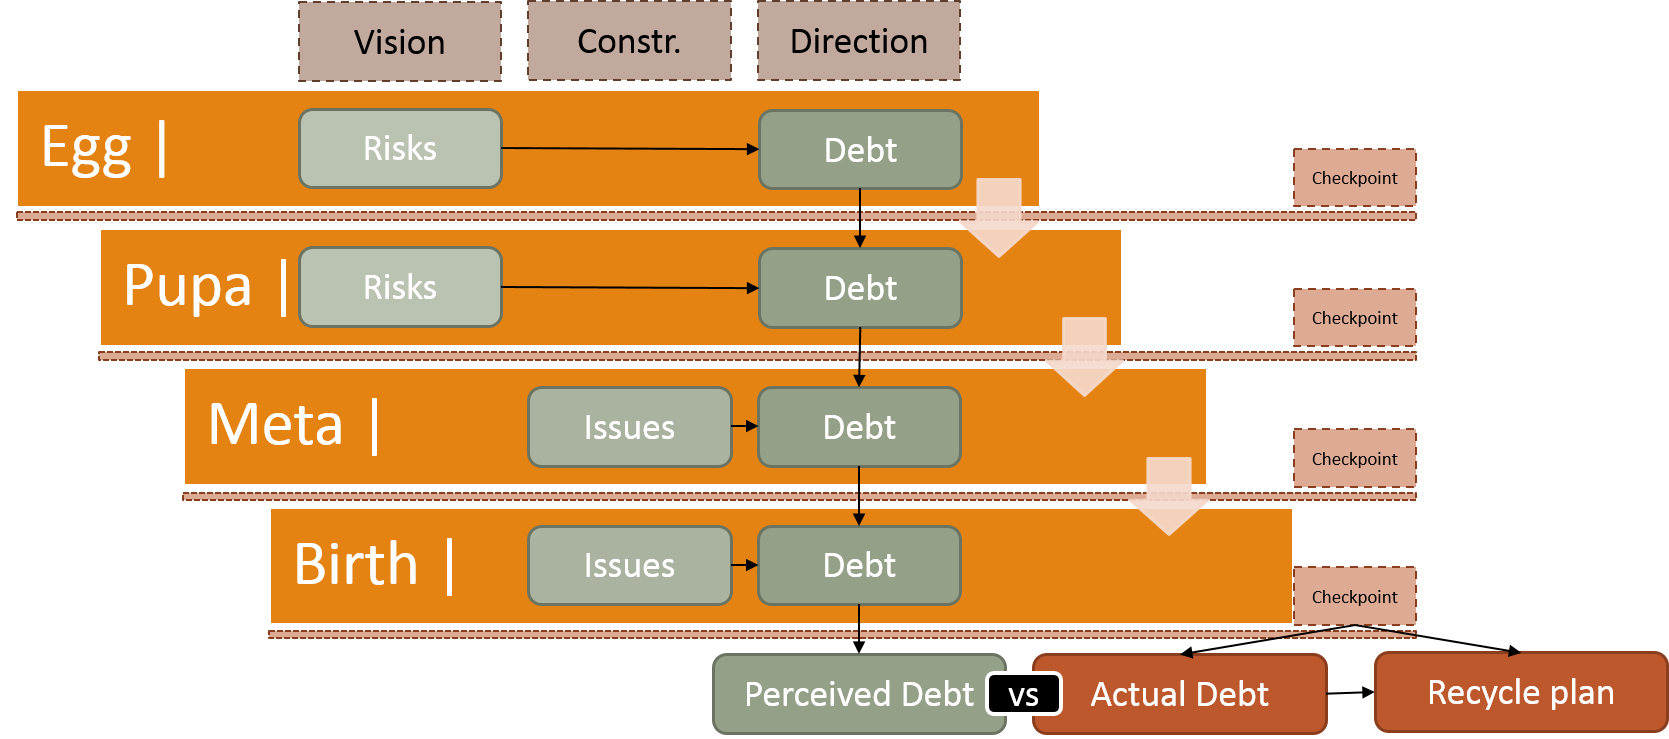 Vision
Constr.
Direction
Egg |
Risks
Debt
Checkpoint
Pupa |
Risks
Debt
Checkpoint
Meta |
Issues
Debt
Checkpoint
Birth |
Issues
Debt
Checkpoint
Perceived Debt
vs
Actual Debt
Recycle plan